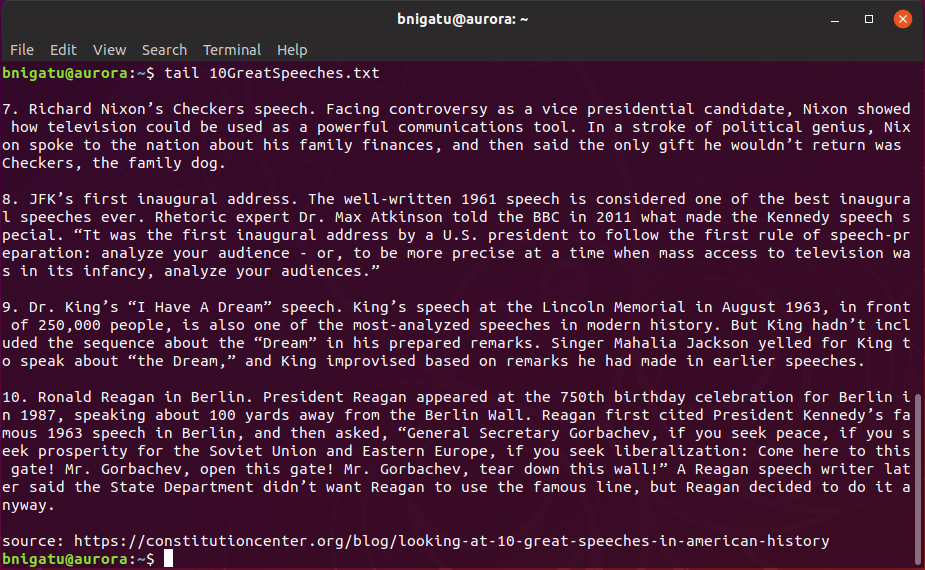 bnigatu@aurora: ~
File Edit View Search Terminal Help
bnigatu@aurora:~$ tail 10GreatSpeeches.txt
7. Richard Nixon’s Checkers speech. Facing controversy as a vice presidential candidate, Nixon showed
how television could be used as a powerful communications tool. In a stroke of political genius, Nix
on spoke to the nation about his family finances, and then said the only gift he wouldn’t return was
Checkers, the family dog.
8. JFK’s first inaugural address. The well-written 1961 speech is considered one of the best inaugura
l speeches ever. Rhetoric expert Dr. Max Atkinson told the BBC in 2011 what made the Kennedy speech s
pecial. “Tt was the first inaugural address by a U.S. president to follow the first rule of speech-pr
eparation: analyze your audience - or, to be more precise at a time when mass access to television wa
s in its infancy, analyze your audiences.”
9. Dr. King’s “I Have A Dream” speech. King’s speech at the Lincoln Memorial in August 1963, in front
of 250,000 people, is also one of the most-analyzed speeches in modern history. But King hadn’t incl
uded the sequence about the “Dream” in his prepared remarks. Singer Mahalia Jackson yelled for King t
o speak about “the Dream,” and King improvised based on remarks he had made in earlier speeches.
10. Ronald Reagan in Berlin. President Reagan appeared at the 750th birthday celebration for Berlin i
n 1987, speaking about 100 yards away from the Berlin Wall. Reagan first cited President Kennedy’s fa
mous 1963 speech in Berlin, and then asked, “General Secretary Gorbachev, if you seek peace, if you s
eek prosperity for the Soviet Union and Eastern Europe, if you seek liberalization: Come here to this
gate! Mr. Gorbachev, open this gate! Mr. Gorbachev, tear down this wall!” A Reagan speech writer lat
er said the State Department didn’t want Reagan to use the famous line, but Reagan decided to do it a
nyway.
source: https://constitutioncenter.org/blog/looking-at-10-great-speeches-in-american-history
bnigatu@aurora:~$